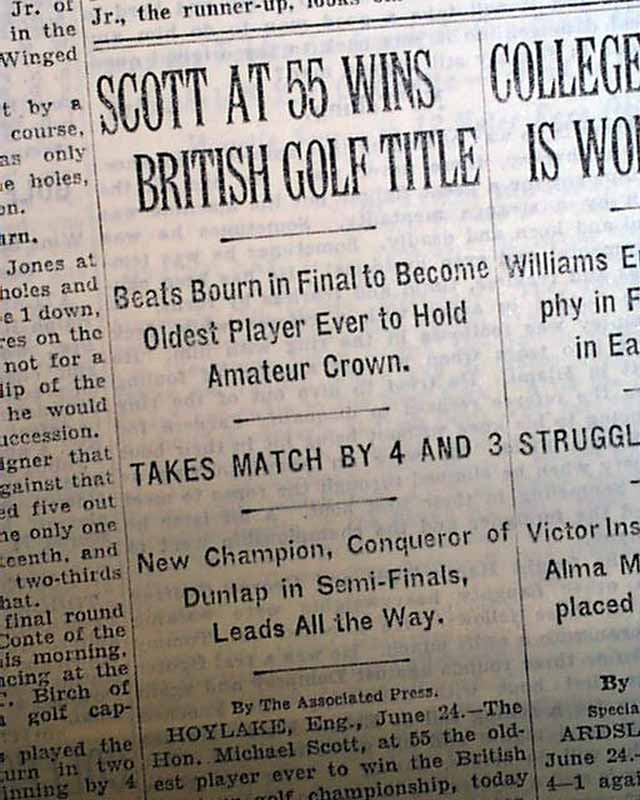 Jr. of
in the
Winged
t by a
course,
as only
e holes,
on.
Jones at
holes and
e 1 down,
res on the
not for a
lip of the
he would
uccession.
igner that
gainst that
ed five out
he only one
teenth, and
two-thirds
hat.
final round
Conte of the
is morning,
ncing at the
. Birch of
golf cap-
s played the
turn in two
inning by 4
Jr., the runner-up,
SCOTT AT 55 WINS
BRITISH GOLF TITLE
Beats Bourn in Final to Become
Oldest Player Ever to Hold
Amateur Crown.
TAKES MATCH BY 4 AND 3
New Champion, Conqueror of
Dunlap in Semi-Finals,
Leads All the Way.
By The Associated Press.
HOYLAKE, Eng., June 24.—The
Hon. Michael Scott, at 55 the old-
est player ever to win the British
golf championship, today
COLLEGE
IS WO
Williams E
phy in F
in Ea
STRUGGL
Victor Ins
Alma M
placed
By
Specia
ARDSL
June 24.-
4—1 aga